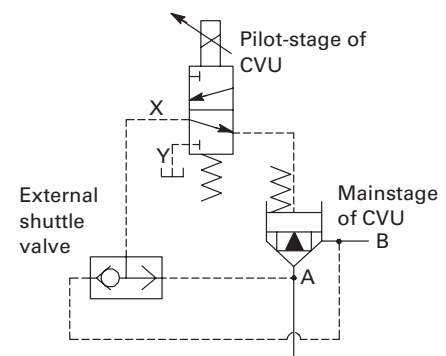 Pilot-stage of
CVU
X
Y
External
shuttle
valve
Mainstage
of CVU
B
A